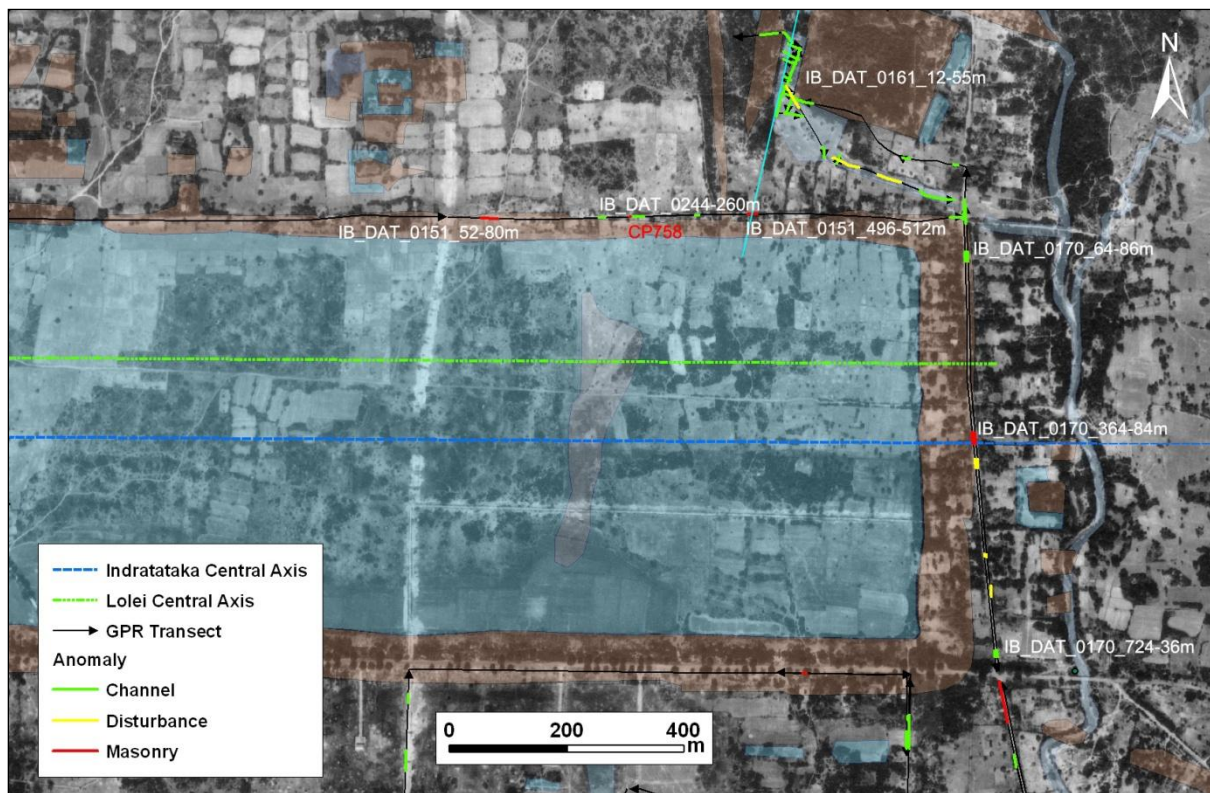 N
IB_DAT_0161_12-55m
IB_DAT_0244-260m
IB_DAT_0151_52-80m
CP758
IB_DAT_0151_496-512m
IB_DAT_0170_64-86m
IB_DAT_0170_364-84m
IB_DAT_0170_724-36m
Indratataka Central Axis
Lolei Central Axis
GPR Transect
Anomaly
Channel
Disturbance
Masonry
0 200 400
m